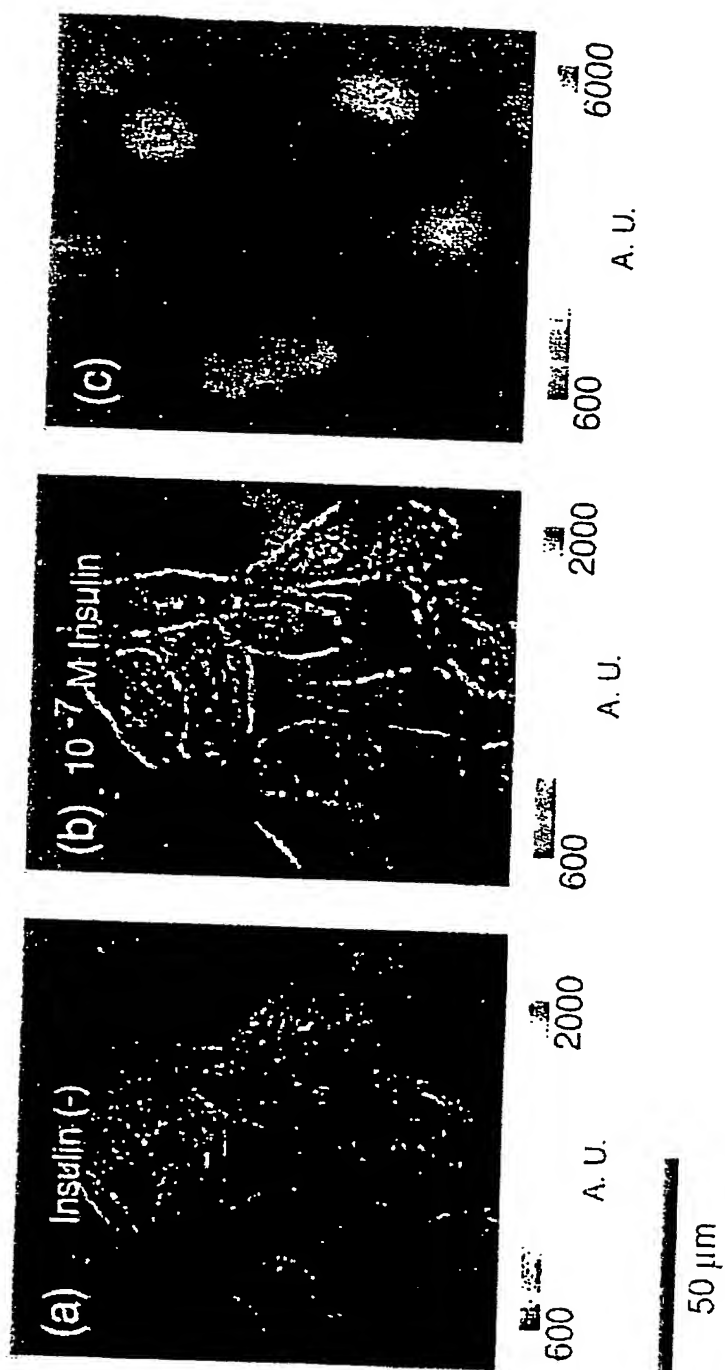 (a) Insulin (-)
600 2000
A. U.
(b) 10⁻⁷ M Insulin
600 2000
A. U.
(c)
600 6000
A. U.
50 μm